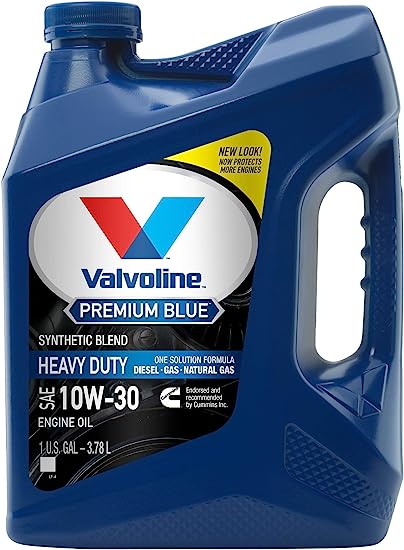 NEW LOOK!
NOW PROTECTS
MORE ENGINES
Valvoline
PREMIUM BLUE™
SYNTHETIC BLEND
HEAVY DUTY
ONE SOLUTION FORMULA
DIESEL·GAS·NATURAL GAS
SAE 10W-30
Endorsed and
recommended
by Cummins Inc.
ENGINE OIL
1 U.S. GAL – 3.78 L